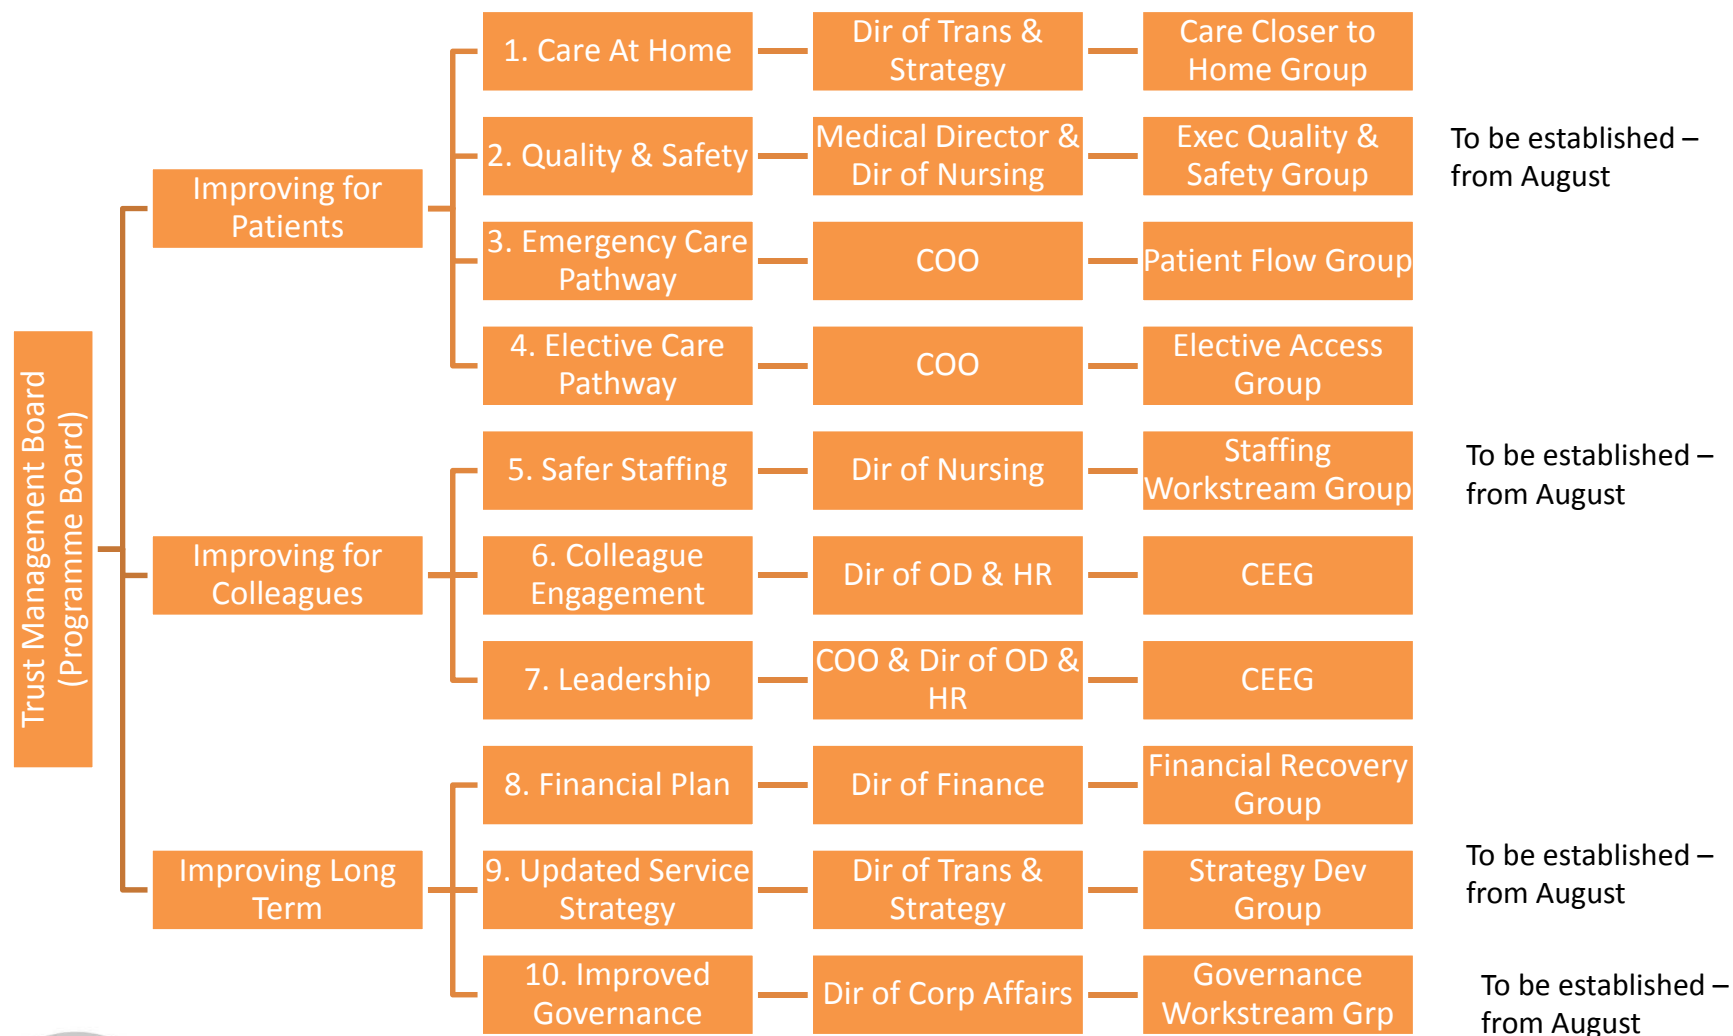 Trust Management Board
(Programme Board)
Improving for
Patients
1. Care At Home
Dir of Trans &
Strategy
Care Closer to
Home Group
2. Quality & Safety
Medical Director &
Dir of Nursing
Exec Quality &
Safety Group
To be established –
from August
3. Emergency Care
Pathway
COO
Patient Flow Group
4. Elective Care
Pathway
COO
Elective Access
Group
Improving for
Colleagues
5. Safer Staffing
Dir of Nursing
Staffing
Workstream Group
To be established –
from August
6. Colleague
Engagement
Dir of OD & HR
CEEG
7. Leadership
COO & Dir of OD &
HR
CEEG
Improving Long
Term
8. Financial Plan
Dir of Finance
Financial Recovery
Group
9. Updated Service
Strategy
Dir of Trans &
Strategy
Strategy Dev
Group
To be established –
from August
10. Improved
Governance
Dir of Corp Affairs
Governance
Workstream Grp
To be established –
from August